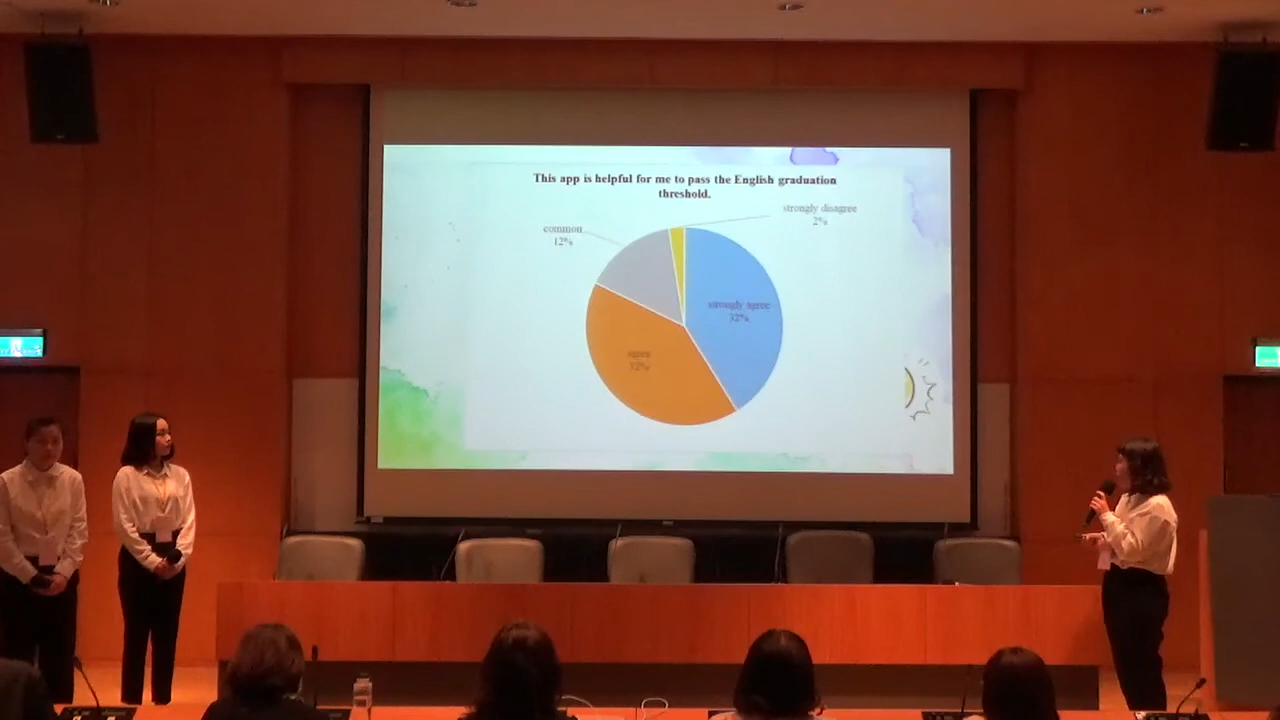 This app is helpful for me to pass the English graduation
threshold.
strongly disagree
2%
common
12%
strongly agree
32%
agree
32%